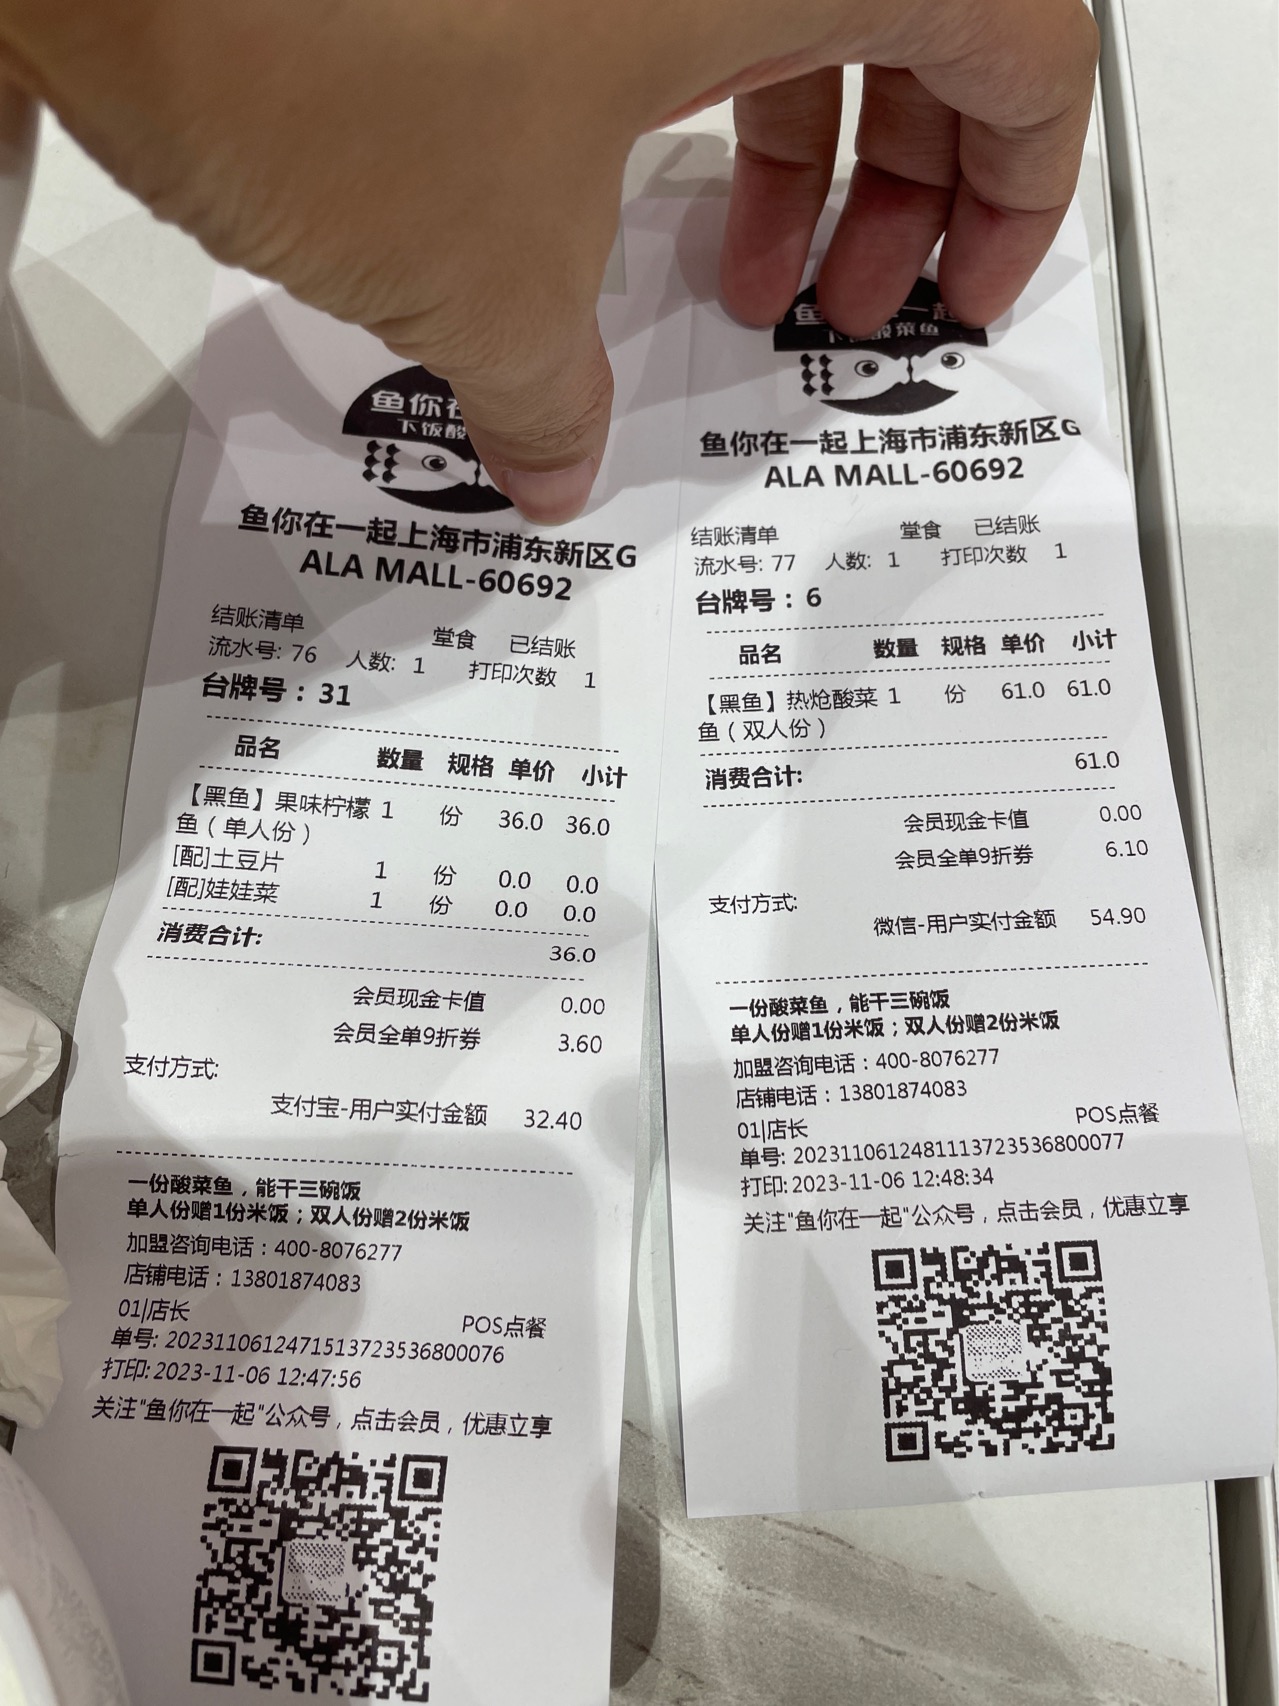 鱼你在
下饭酸
鱼你在一起上海市浦东新区G
ALA MALL-60692
结账清单 堂食 已结账
流水号: 76 人数: 1 打印次数 1
台牌号：31
品名 数量 规格 单价 小计
【黑鱼】果味柠檬 1 份 36.0 36.0
鱼（单人份）
[配]土豆片 1 份 0.0 0.0
[配]娃娃菜 1 份 0.0 0.0
消费合计: 36.0
会员现金卡值 0.00
会员全单9折券 3.60
支付方式:
支付宝-用户实付金额 32.40
一份酸菜鱼，能干三碗饭
单人份赠1份米饭；双人份赠2份米饭
加盟咨询电话：400-8076277
店铺电话：13801874083
01|店长 POS点餐
单号: 20231106124715137235368000​76
打印:2023-11-06 12:47:56
关注"鱼你在一起"公众号，点击会员，优惠立享
鱼 一起
下饭酸菜鱼
鱼你在一起上海市浦东新区G
ALA MALL-60692
结账清单 堂食 已结账
流水号: 77 人数: 1 打印次数 1
台牌号：6
品名 数量 规格 单价 小计
【黑鱼】热炝酸菜 1 份 61.0 61.0
鱼（双人份）
消费合计: 61.0
会员现金卡值 0.00
会员全单9折券 6.10
支付方式:
微信-用户实付金额 54.90
一份酸菜鱼，能干三碗饭
单人份赠1份米饭；双人份赠2份米饭
加盟咨询电话：400-8076277
店铺电话：13801874083
01|店长 POS点餐
单号: 20231106124811137235368000​77
打印:2023-11-06 12:48:34
关注"鱼你在一起"公众号，点击会员，优惠立享